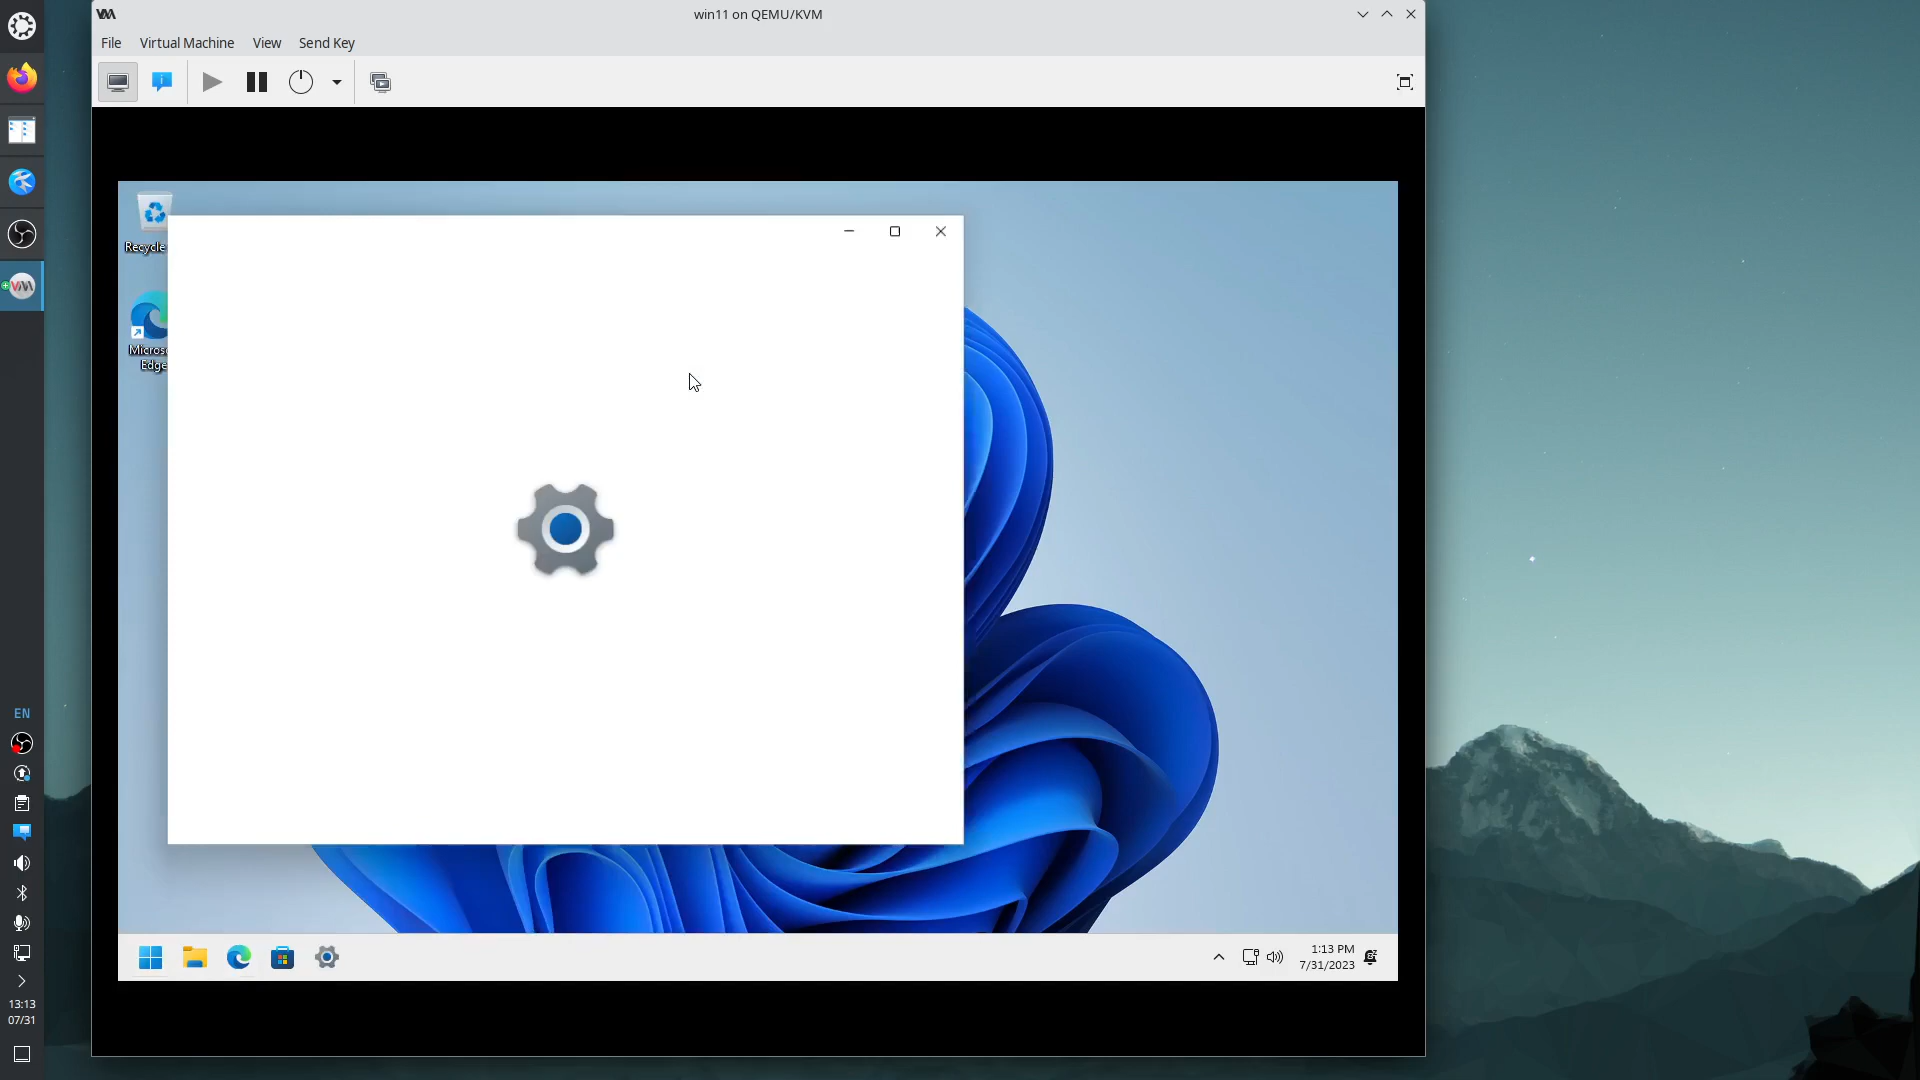 win11 on QEMU/KVM
File Virtual Machine View Send Key
Recycle
Micros
Edge
1:13 PM
7/31/2023
EN
13:13
07/31